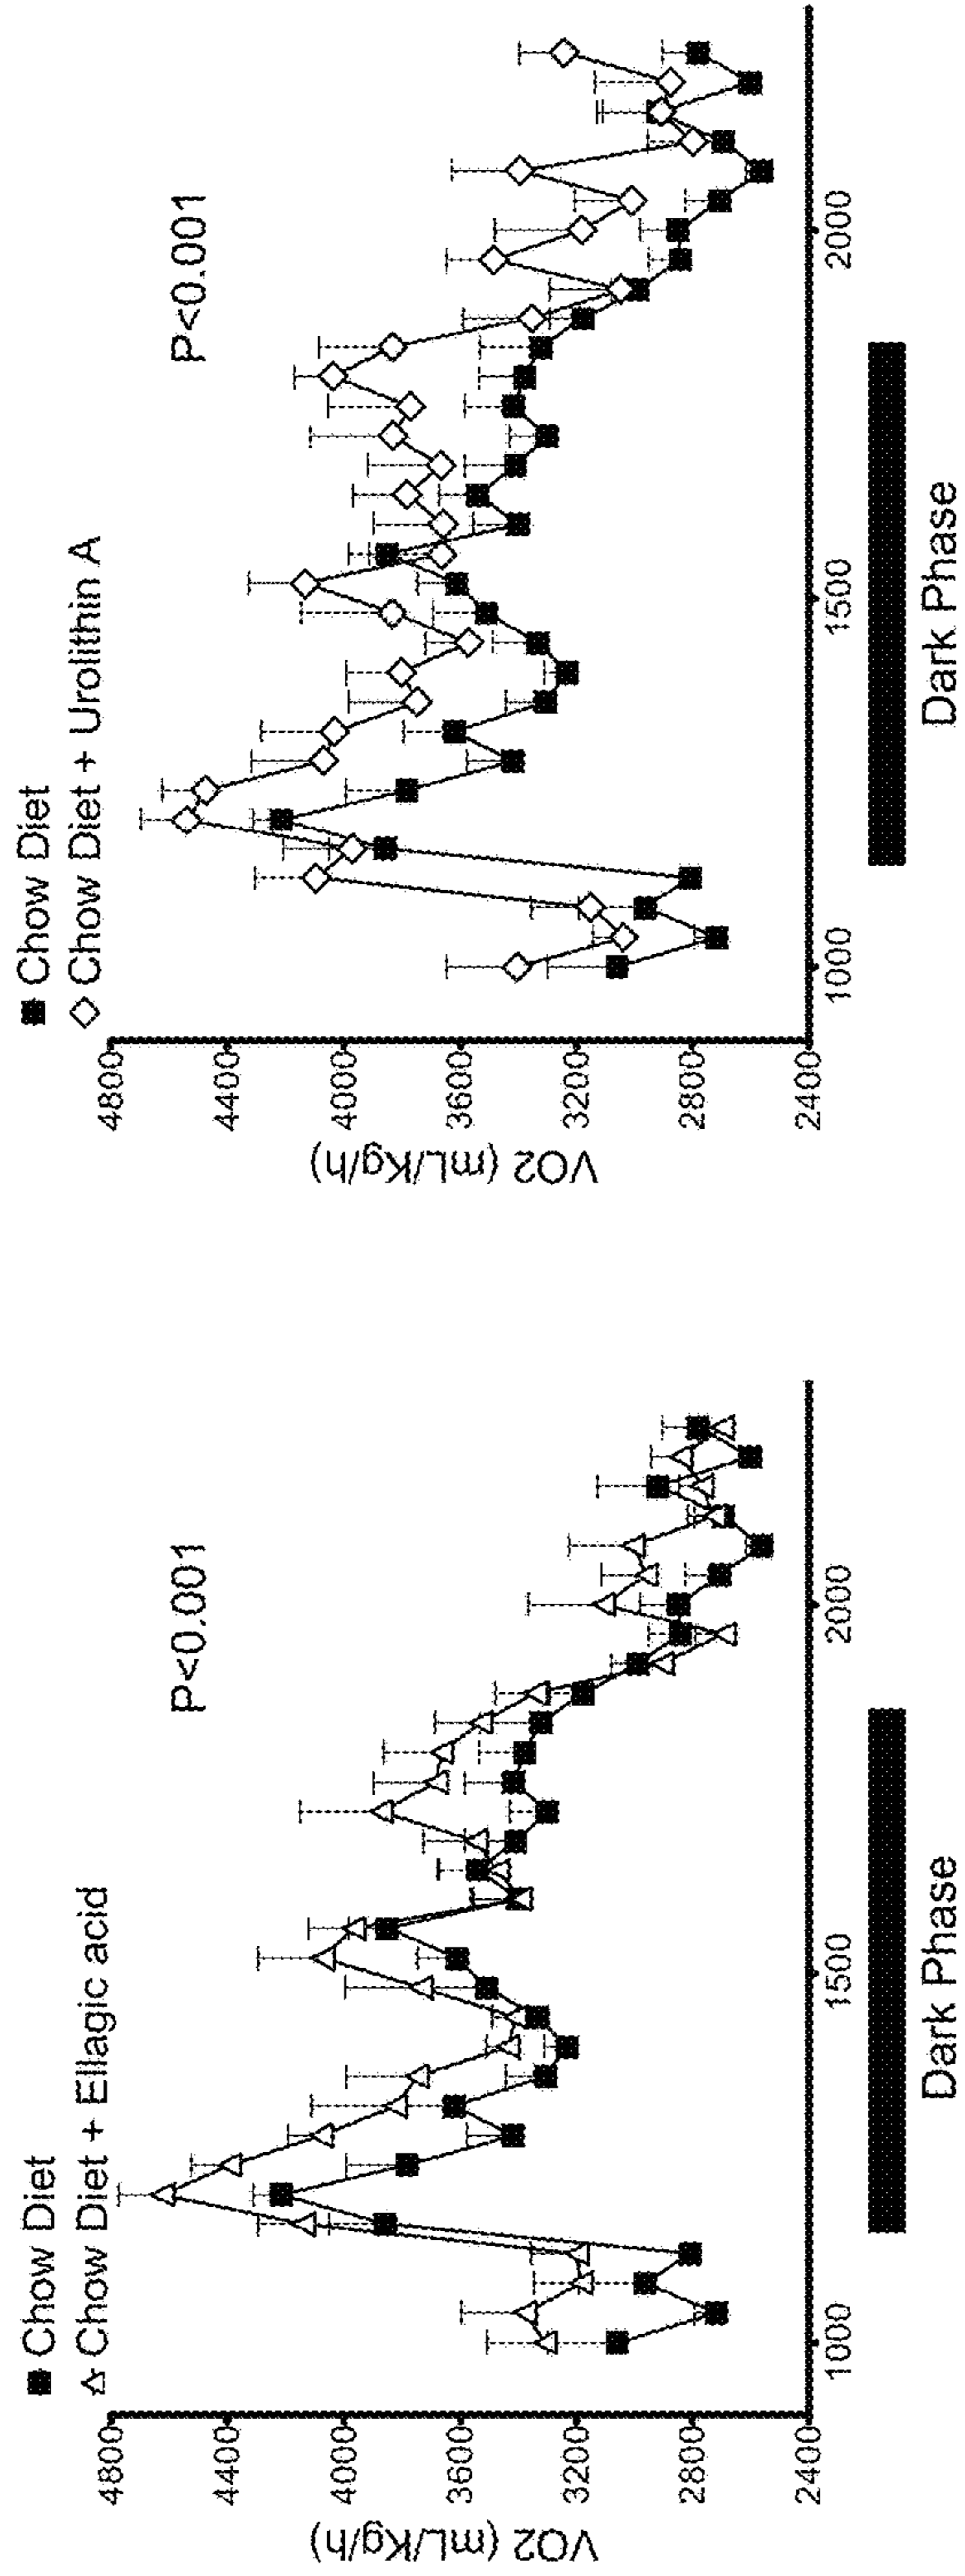 ■ Chow Diet
△ Chow Diet + Ellagic acid
P<0.001
VO2 (mL/Kg/h)
4800
4400
4000
3600
3200
2800
2400
1000
1500
2000
Dark Phase
■ Chow Diet
◇ Chow Diet + Urolithin A
P<0.001
VO2 (mL/Kg/h)
4800
4400
4000
3600
3200
2800
2400
1000
1500
2000
Dark Phase